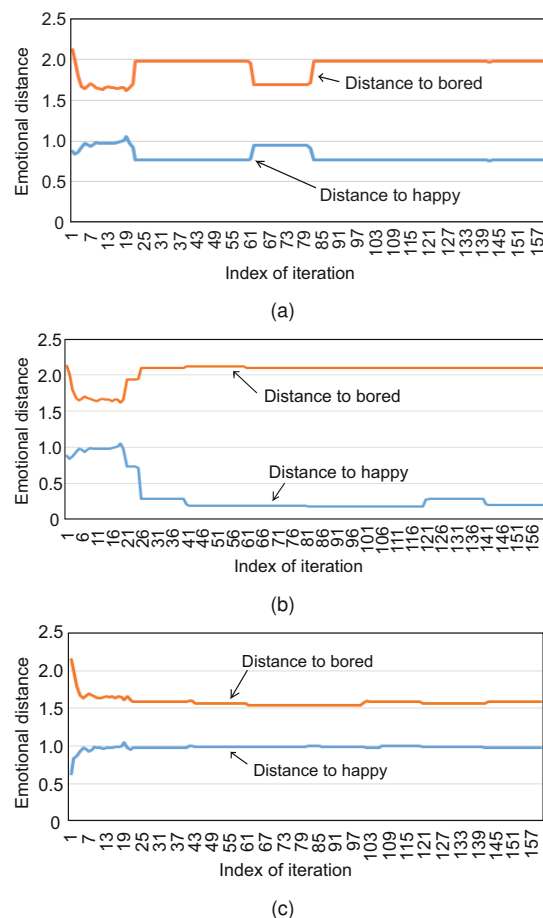 2.5
2.0
1.5
1.0
0.5
0
Emotional distance
Distance to bored
Distance to happy
1 7 13 19 25 31 37 43 49 55 61 67 73 79 85 91 97 103 109 115 121 127 133 139 145 151 157
Index of iteration
(a)
2.5
2.0
1.5
1.0
0.5
0
Emotional distance
Distance to bored
Distance to happy
1 6 11 16 21 26 31 36 41 46 51 56 61 66 71 76 81 86 91 96 101 106 111 116 121 126 131 136 141 146 151 156
Index of iteration
(b)
2.5
2.0
1.5
1.0
0.5
0
Emotional distance
Distance to bored
Distance to happy
1 7 13 19 25 31 37 43 49 55 61 67 73 79 85 91 97 103 109 115 121 127 133 139 145 151 157
Index of iteration
(c)